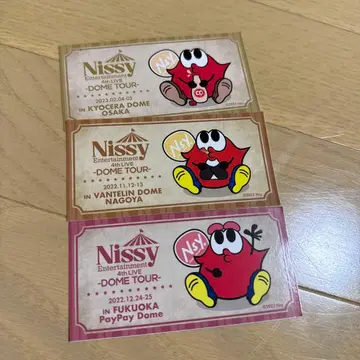 Nissy
Entertainment
4th LIVE
-DOME TOUR-
2023.02.04-05
IN KYOCERA DOME
OSAKA
NSY
Nissy
Entertainment
4th LIVE
-DOME TOUR-
2022.11.12-13
IN VANTELIN DOME
NAGOYA
NSY
Nissy
Entertainment
4th LIVE
-DOME TOUR-
2022.12.24-25
IN FUKUOKA
PayPay Dome
NSY